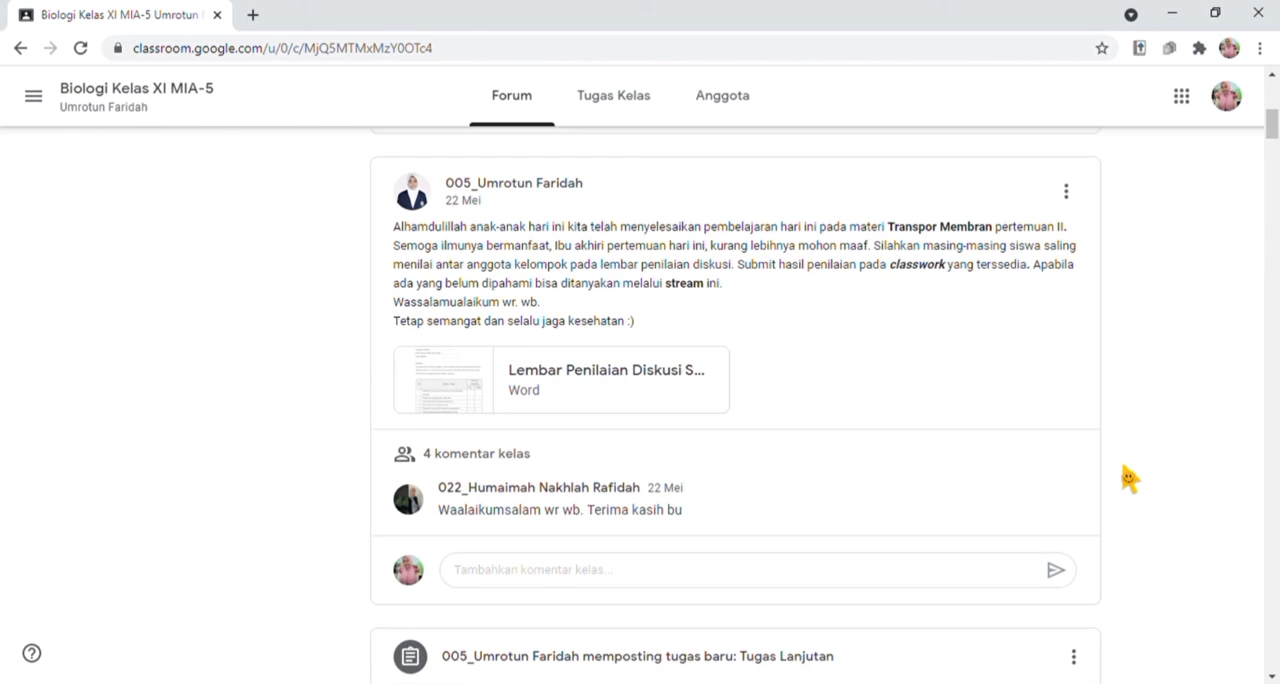 Biologi Kelas XI MIA-5 Umrotun
classroom.google.com/u/0/c/MjQ5MTMxMzY0OTc4
Biologi Kelas XI MIA-5
Umrotun Faridah
Forum
Tugas Kelas
Anggota
005_Umrotun Faridah
22 Mei
Alhamdulillah anak-anak hari ini kita telah menyelesaikan pembelajaran hari ini pada materi Transpor Membran pertemuan II.
Semoga ilmunya bermanfaat, Ibu akhiri pertemuan hari ini, kurang lebihnya mohon maaf. Silahkan masing-masing siswa saling
menilai antar anggota kelompok pada lembar penilaian diskusi. Submit hasil penilaian pada classwork yang terssedia. Apabila
ada yang belum dipahami bisa ditanyakan melalui stream ini.
Wassalamualaikum wr. wb.
Tetap semangat dan selalu jaga kesehatan :)
Lembar Penilaian Diskusi S...
Word
4 komentar kelas
022_Humaimah Nakhlah Rafidah 22 Mei
Waalaikumsalam wr wb. Terima kasih bu
Tambahkan komentar kelas...
005_Umrotun Faridah memposting tugas baru: Tugas Lanjutan